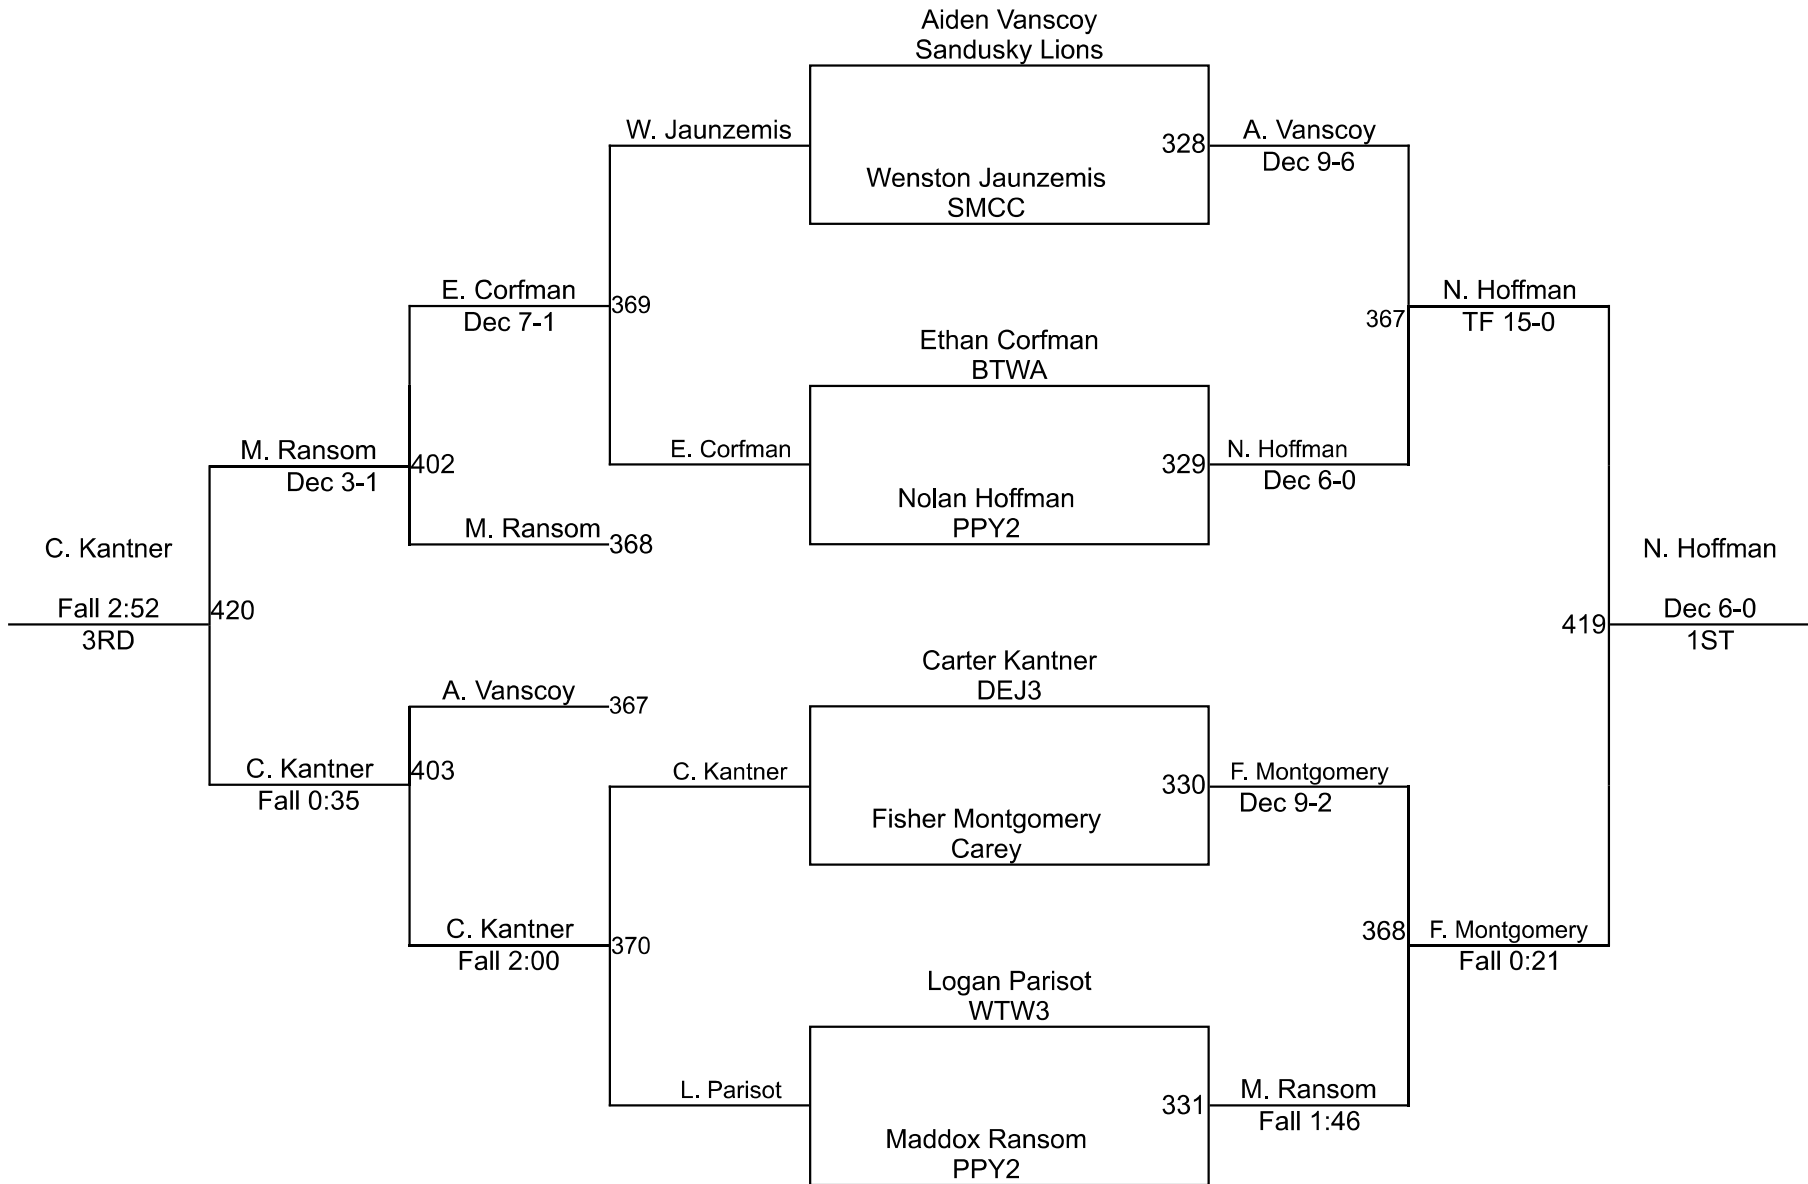 Aiden Vanscoy
Sandusky Lions
W. Jaunzemis
328
A. Vanscoy
Dec 9-6
Wenston Jaunzemis
SMCC
E. Corfman
Dec 7-1
369
N. Hoffman
TF 15-0
367
Ethan Corfman
BTWA
M. Ransom
Dec 3-1
402
E. Corfman
329
N. Hoffman
Dec 6-0
Nolan Hoffman
PPY2
M. Ransom
368
C. Kantner
Fall 2:52
3RD
420
N. Hoffman
Dec 6-0
1ST
419
Carter Kantner
DEJ3
A. Vanscoy
367
C. Kantner
Fall 0:35
403
C. Kantner
330
F. Montgomery
Dec 9-2
Fisher Montgomery
Carey
C. Kantner
Fall 2:00
370
368
F. Montgomery
Fall 0:21
Logan Parisot
WTW3
L. Parisot
331
M. Ransom
Fall 1:46
Maddox Ransom
PPY2